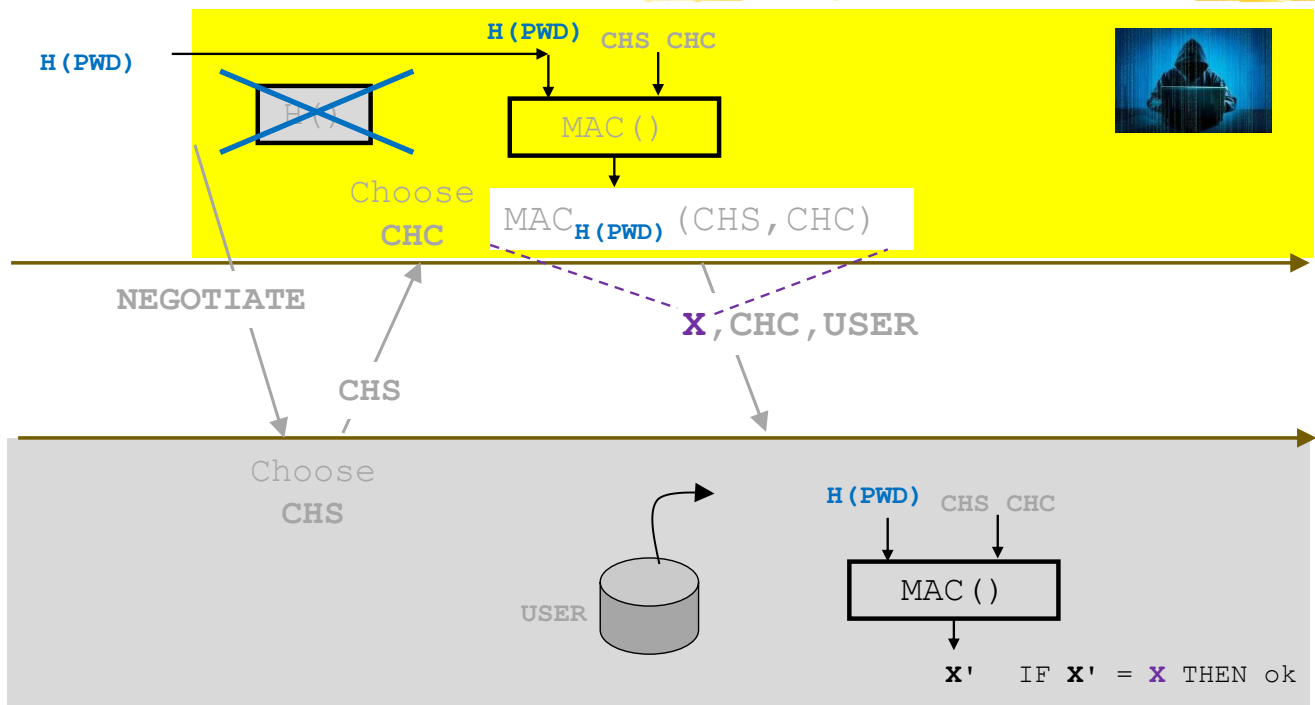 H(PWD)
H(PWD) CHS CHC
H()
MAC()
Choose
CHC
MACH(PWD)(CHS,CHC)
NEGOTIATE
X,CHC,USER
CHS
Choose
CHS
USER
H(PWD) CHS CHC
MAC()
X' IF X' = X THEN ok